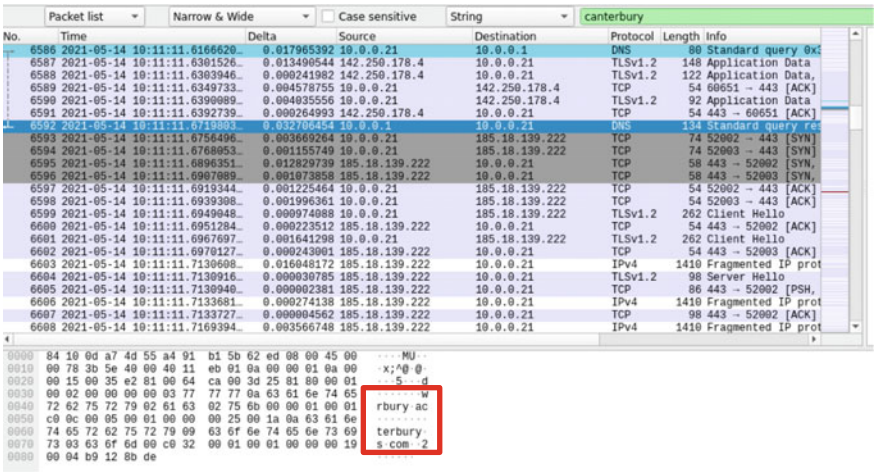 Packet list Narrow & Wide Case sensitive String canterbury
No. Time Delta Source Destination Protocol Length Info
6586 2021-05-14 10:11:11.6166620… 0.017965392 10.0.0.21 10.0.0.1 DNS 80 Standard query 0x3
6587 2021-05-14 10:11:11.6301526… 0.013490544 142.250.178.4 10.0.0.21 TLSv1.2 148 Application Data
6588 2021-05-14 10:11:11.6303946… 0.000241982 142.250.178.4 10.0.0.21 TLSv1.2 122 Application Data,
6589 2021-05-14 10:11:11.6349733… 0.004578755 10.0.0.21 142.250.178.4 TCP 54 60651 → 443 [ACK]
6590 2021-05-14 10:11:11.6390089… 0.004035556 10.0.0.21 142.250.178.4 TLSv1.2 92 Application Data
6591 2021-05-14 10:11:11.6392739… 0.000264993 142.250.178.4 10.0.0.21 TCP 54 443 → 60651 [ACK]
6592 2021-05-14 10:11:11.6719803… 0.032706454 10.0.0.1 10.0.0.21 DNS 134 Standard query res
6593 2021-05-14 10:11:11.6756496… 0.003669264 10.0.0.21 185.18.139.222 TCP 74 52002 → 443 [SYN]
6594 2021-05-14 10:11:11.6768053… 0.001155749 10.0.0.21 185.18.139.222 TCP 74 52003 → 443 [SYN]
6595 2021-05-14 10:11:11.6896351… 0.012829739 185.18.139.222 10.0.0.21 TCP 58 443 → 52002 [SYN,
6596 2021-05-14 10:11:11.6907089… 0.001073858 185.18.139.222 10.0.0.21 TCP 58 443 → 52003 [SYN,
6597 2021-05-14 10:11:11.6919344… 0.001225464 10.0.0.21 185.18.139.222 TCP 54 52002 → 443 [ACK]
6598 2021-05-14 10:11:11.6939308… 0.001996361 10.0.0.21 185.18.139.222 TCP 54 52003 → 443 [ACK]
6599 2021-05-14 10:11:11.6949048… 0.000974088 10.0.0.21 185.18.139.222 TLSv1.2 262 Client Hello
6600 2021-05-14 10:11:11.6951284… 0.000223512 185.18.139.222 10.0.0.21 TCP 54 443 → 52002 [ACK]
6601 2021-05-14 10:11:11.6967697… 0.001641298 10.0.0.21 185.18.139.222 TLSv1.2 262 Client Hello
6602 2021-05-14 10:11:11.6970127… 0.000243001 185.18.139.222 10.0.0.21 TCP 54 443 → 52003 [ACK]
6603 2021-05-14 10:11:11.7130608… 0.016048172 185.18.139.222 10.0.0.21 IPv4 1410 Fragmented IP prot
6604 2021-05-14 10:11:11.7130916… 0.000030785 185.18.139.222 10.0.0.21 TLSv1.2 98 Server Hello
6605 2021-05-14 10:11:11.7130940… 0.000002381 185.18.139.222 10.0.0.21 TCP 86 443 → 52002 [PSH,
6606 2021-05-14 10:11:11.7133681… 0.000274138 185.18.139.222 10.0.0.21 IPv4 1410 Fragmented IP prot
6607 2021-05-14 10:11:11.7133727… 0.000004562 185.18.139.222 10.0.0.21 TCP 98 443 → 52002 [ACK]
6608 2021-05-14 10:11:11.7169394… 0.003566748 185.18.139.222 10.0.0.21 IPv4 1410 Fragmented IP prot
0000 84 10 0d a7 4d 55 a4 91 b1 5b 62 ed 08 00 45 00 ····MU··
0010 00 78 3b 5e 40 00 40 11 eb 01 0a 00 00 01 0a 00 ·x;^@·@·
0020 00 15 00 35 e2 81 00 64 ca 00 3d 25 81 80 00 01 ···5···d
0030 00 02 00 00 00 00 03 77 77 77 0a 63 61 6e 74 65 ·······w
0040 72 62 75 72 79 02 61 63 02 75 6b 00 00 01 00 01 rbury·ac
0050 c0 0c 00 05 00 01 00 00 00 25 00 1a 0a 63 61 6e ········
0060 74 65 72 62 75 72 79 09 63 6f 6e 74 65 6e 73 69 terbury·
0070 73 03 63 6f 6d 00 c0 32 00 01 00 01 00 00 00 19 s·com··2
0080 00 04 b9 12 8b de ······